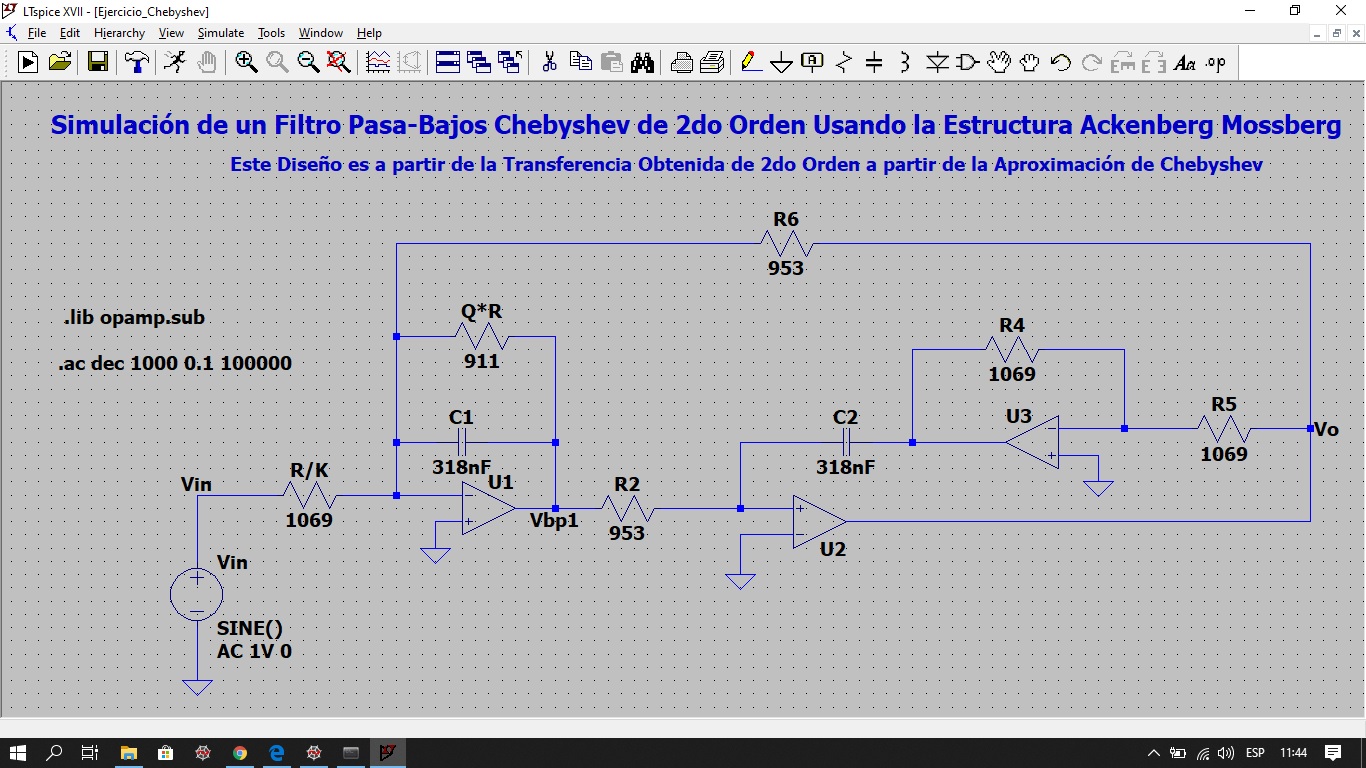 LTspice XVII - [Ejercicio_Chebyshev]
File Edit Hierarchy View Simulate Tools Window Help
Aa .op
Simulación de un Filtro Pasa-Bajos Chebyshev de 2do Orden Usando la Estructura Ackenberg Mossberg
Este Diseño es a partir de la Transferencia Obtenida de 2do Orden a partir de la Aproximación de Chebyshev
R6
953
.lib opamp.sub
.ac dec 1000 0.1 100000
Q*R
911
R4
1069
C1
318nF
C2
318nF
U3
R5
1069
Vo
Vin
R/K
1069
U1
Vbp1
R2
953
U2
Vin
SINE()
AC 1V 0
ESP 11:44